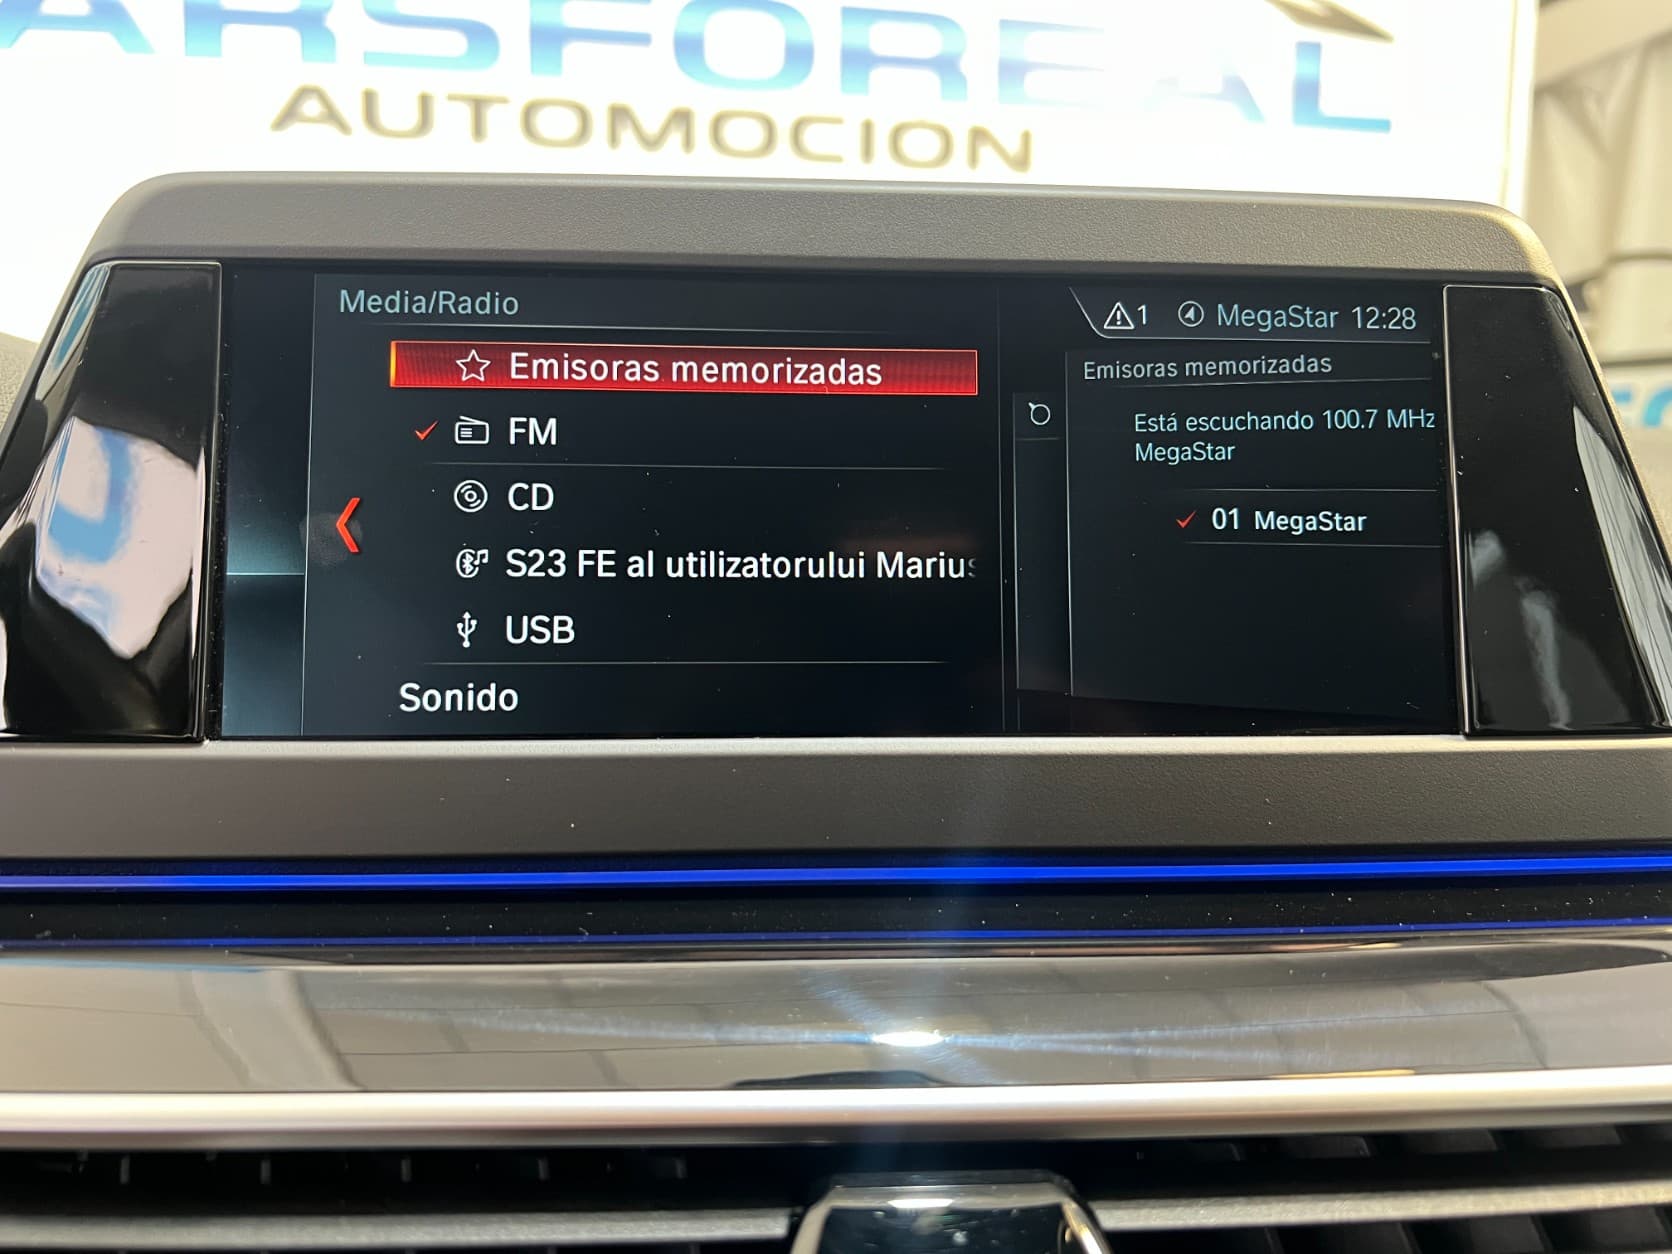 ARSFOREAL
AUTOMOCION
Media/Radio
1 MegaStar 12:28
Emisoras memorizadas
FM
CD
S23 FE al utilizatorului Marius
USB
Sonido
Emisoras memorizadas
Está escuchando 100.7 MHz
MegaStar
01 MegaStar